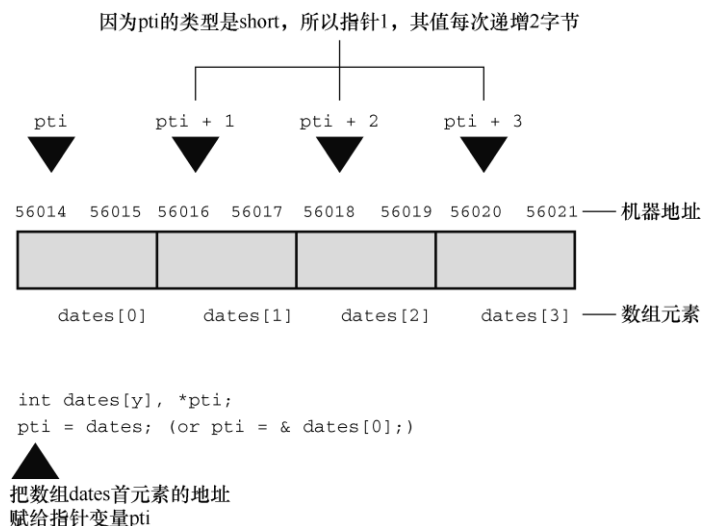 因为pti的类型是short，所以指针1，其值每次递增2字节
pti pti + 1 pti + 2 pti + 3
56014 56015 56016 56017 56018 56019 56020 56021 机器地址
dates[0] dates[1] dates[2] dates[3] 数组元素
int dates[y], *pti;
pti = dates; (or pti = & dates[0];)
把数组dates首元素的地址
赋给指针变量pti